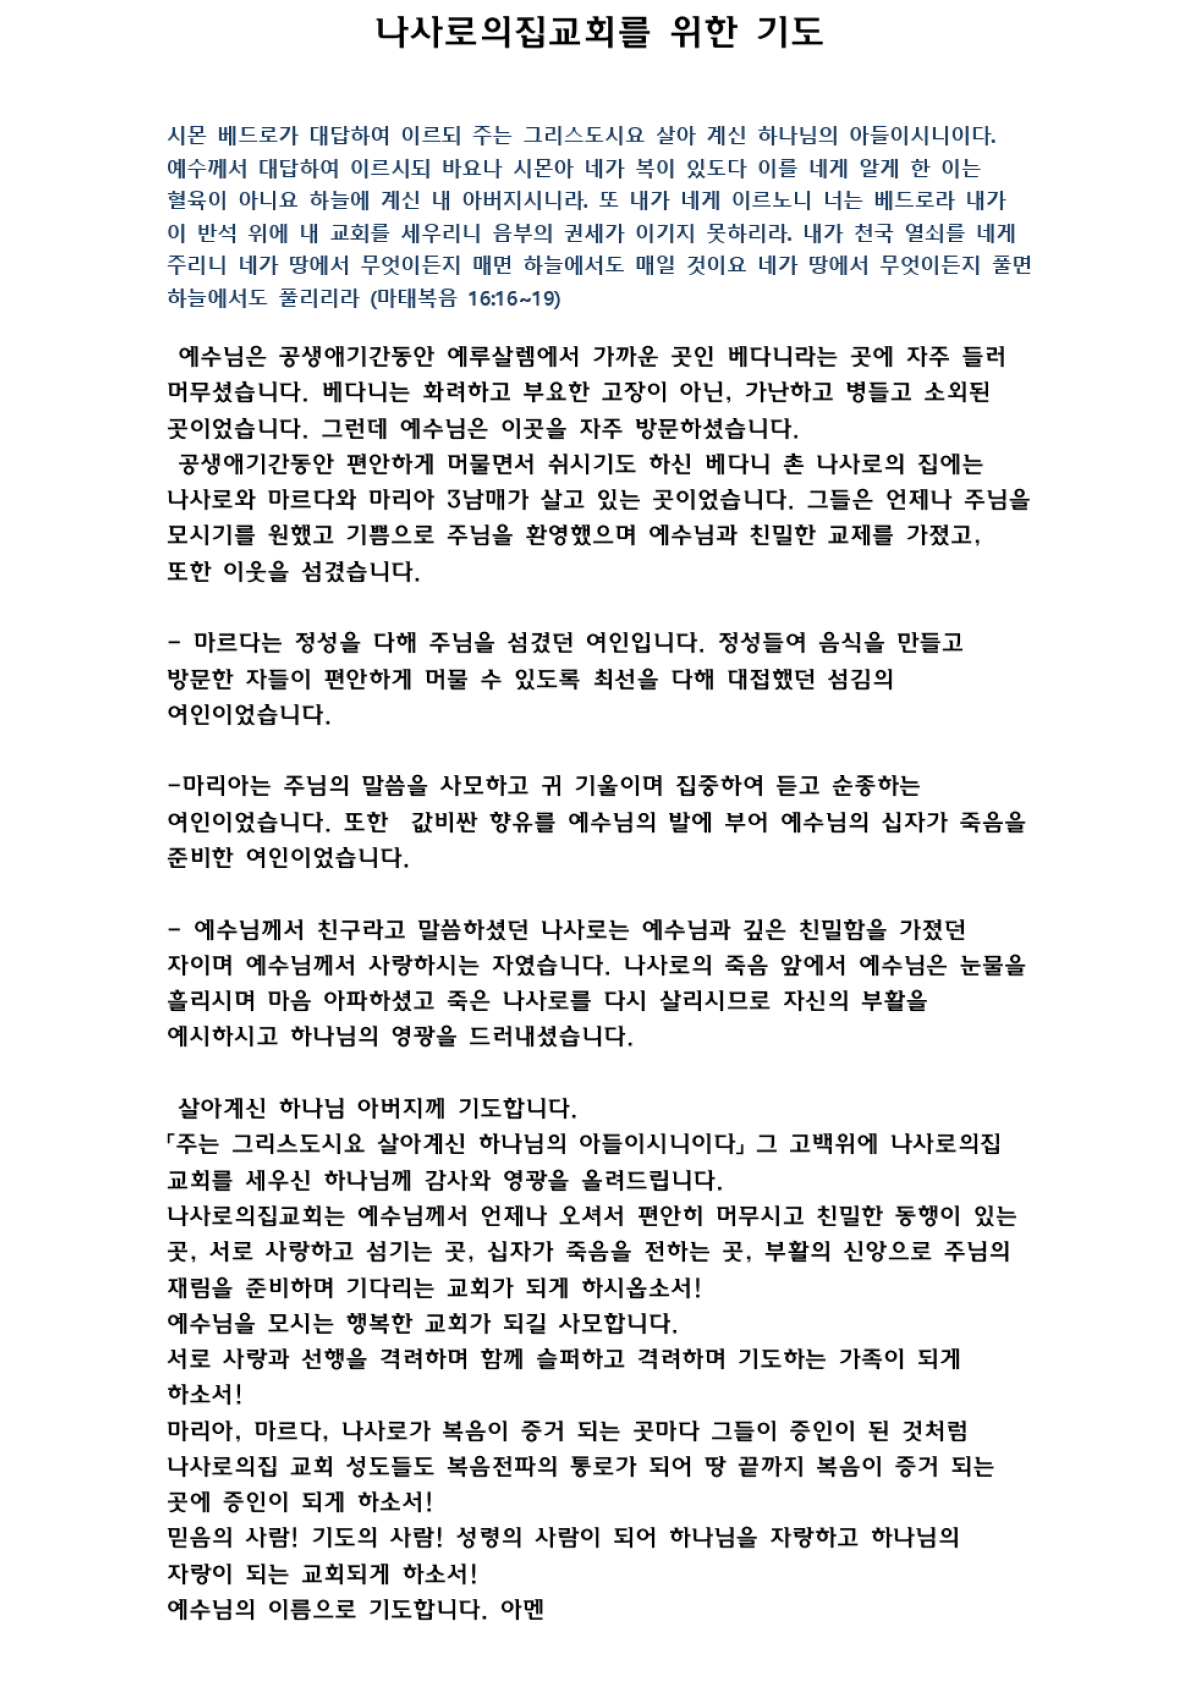 나사로의집교회를 위한 기도
시몬 베드로가 대답하여 이르되 주는 그리스도시요 살아 계신 하나님의 아들이시니이다.
예수께서 대답하여 이르시되 바요나 시몬아 네가 복이 있도다 이를 네게 알게 한 이는
혈육이 아니요 하늘에 계신 내 아버지시니라. 또 내가 네게 이르노니 너는 베드로라 내가
이 반석 위에 내 교회를 세우리니 음부의 권세가 이기지 못하리라. 내가 천국 열쇠를 네게
주리니 네가 땅에서 무엇이든지 매면 하늘에서도 매일 것이요 네가 땅에서 무엇이든지 풀면
하늘에서도 풀리리라 (마태복음 16:16~19)
예수님은 공생애기간동안 예루살렘에서 가까운 곳인 베다니라는 곳에 자주 들러
머무셨습니다. 베다니는 화려하고 부요한 고장이 아닌, 가난하고 병들고 소외된
곳이었습니다. 그런데 예수님은 이곳을 자주 방문하셨습니다.
공생애기간동안 편안하게 머물면서 쉬시기도 하신 베다니 촌 나사로의 집에는
나사로와 마르다와 마리아 3남매가 살고 있는 곳이었습니다. 그들은 언제나 주님을
모시기를 원했고 기쁨으로 주님을 환영했으며 예수님과 친밀한 교제를 가졌고,
또한 이웃을 섬겼습니다.
- 마르다는 정성을 다해 주님을 섬겼던 여인입니다. 정성들여 음식을 만들고
방문한 자들이 편안하게 머물 수 있도록 최선을 다해 대접했던 섬김의
여인이었습니다.
-마리아는 주님의 말씀을 사모하고 귀 기울이며 집중하여 듣고 순종하는
여인이었습니다. 또한 값비싼 향유를 예수님의 발에 부어 예수님의 십자가 죽음을
준비한 여인이었습니다.
- 예수님께서 친구라고 말씀하셨던 나사로는 예수님과 깊은 친밀함을 가졌던
자이며 예수님께서 사랑하시는 자였습니다. 나사로의 죽음 앞에서 예수님은 눈물을
흘리시며 마음 아파하셨고 죽은 나사로를 다시 살리시므로 자신의 부활을
예시하시고 하나님의 영광을 드러내셨습니다.
살아계신 하나님 아버지께 기도합니다.
「주는 그리스도시요 살아계신 하나님의 아들이시니이다」 그 고백위에 나사로의집
교회를 세우신 하나님께 감사와 영광을 올려드립니다.
나사로의집교회는 예수님께서 언제나 오셔서 편안히 머무시고 친밀한 동행이 있는
곳, 서로 사랑하고 섬기는 곳, 십자가 죽음을 전하는 곳, 부활의 신앙으로 주님의
재림을 준비하며 기다리는 교회가 되게 하시옵소서!
예수님을 모시는 행복한 교회가 되길 사모합니다.
서로 사랑과 선행을 격려하며 함께 슬퍼하고 격려하며 기도하는 가족이 되게
하소서!
마리아, 마르다, 나사로가 복음이 증거 되는 곳마다 그들이 증인이 된 것처럼
나사로의집 교회 성도들도 복음전파의 통로가 되어 땅 끝까지 복음이 증거 되는
곳에 증인이 되게 하소서!
믿음의 사람! 기도의 사람! 성령의 사람이 되어 하나님을 자랑하고 하나님의
자랑이 되는 교회되게 하소서!
예수님의 이름으로 기도합니다. 아멘